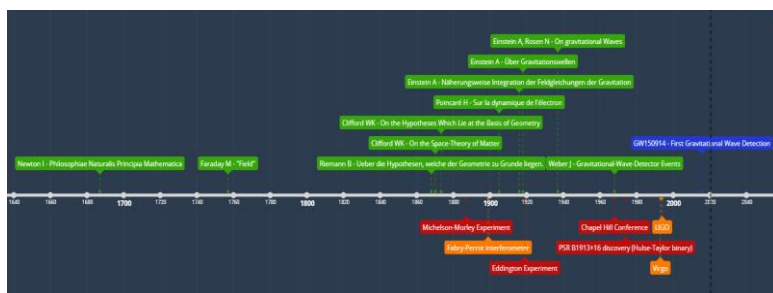 Einstein A, Rosen N - On gravitational Waves
Einstein A - Über Gravitationswellen
Einstein A - Näherungsweise Integration der Feldgleichungen der Gravitation
Poincaré H - Sur la dynamique de l'électron
Clifford WK - On the Hypotheses Which Lie at the Basis of Geometry
Clifford WK - On the Space-Theory of Matter
GW150914 - First Gravitational Wave Detection
Newton I - Philosophiae Naturalis Principia Mathematica
Faraday M - "Field"
Riemann B - Ueber die Hypothesen, welche der Geometrie zu Grunde liegen.
Weber J - Gravitational-Wave-Detector Events
1640 1660 1680 1700 1720 1740 1760 1780 1800 1820 1840 1860 1880 1900 1920 1940 1960 1980 2000 2020 2040
Michelson-Morley Experiment
Chapel Hill Conference
LIGO
Fabry-Perrot Interferometer
PSR B1913+16 discovery (Hulse-Taylor binary)
Eddington Experiment
Virgo